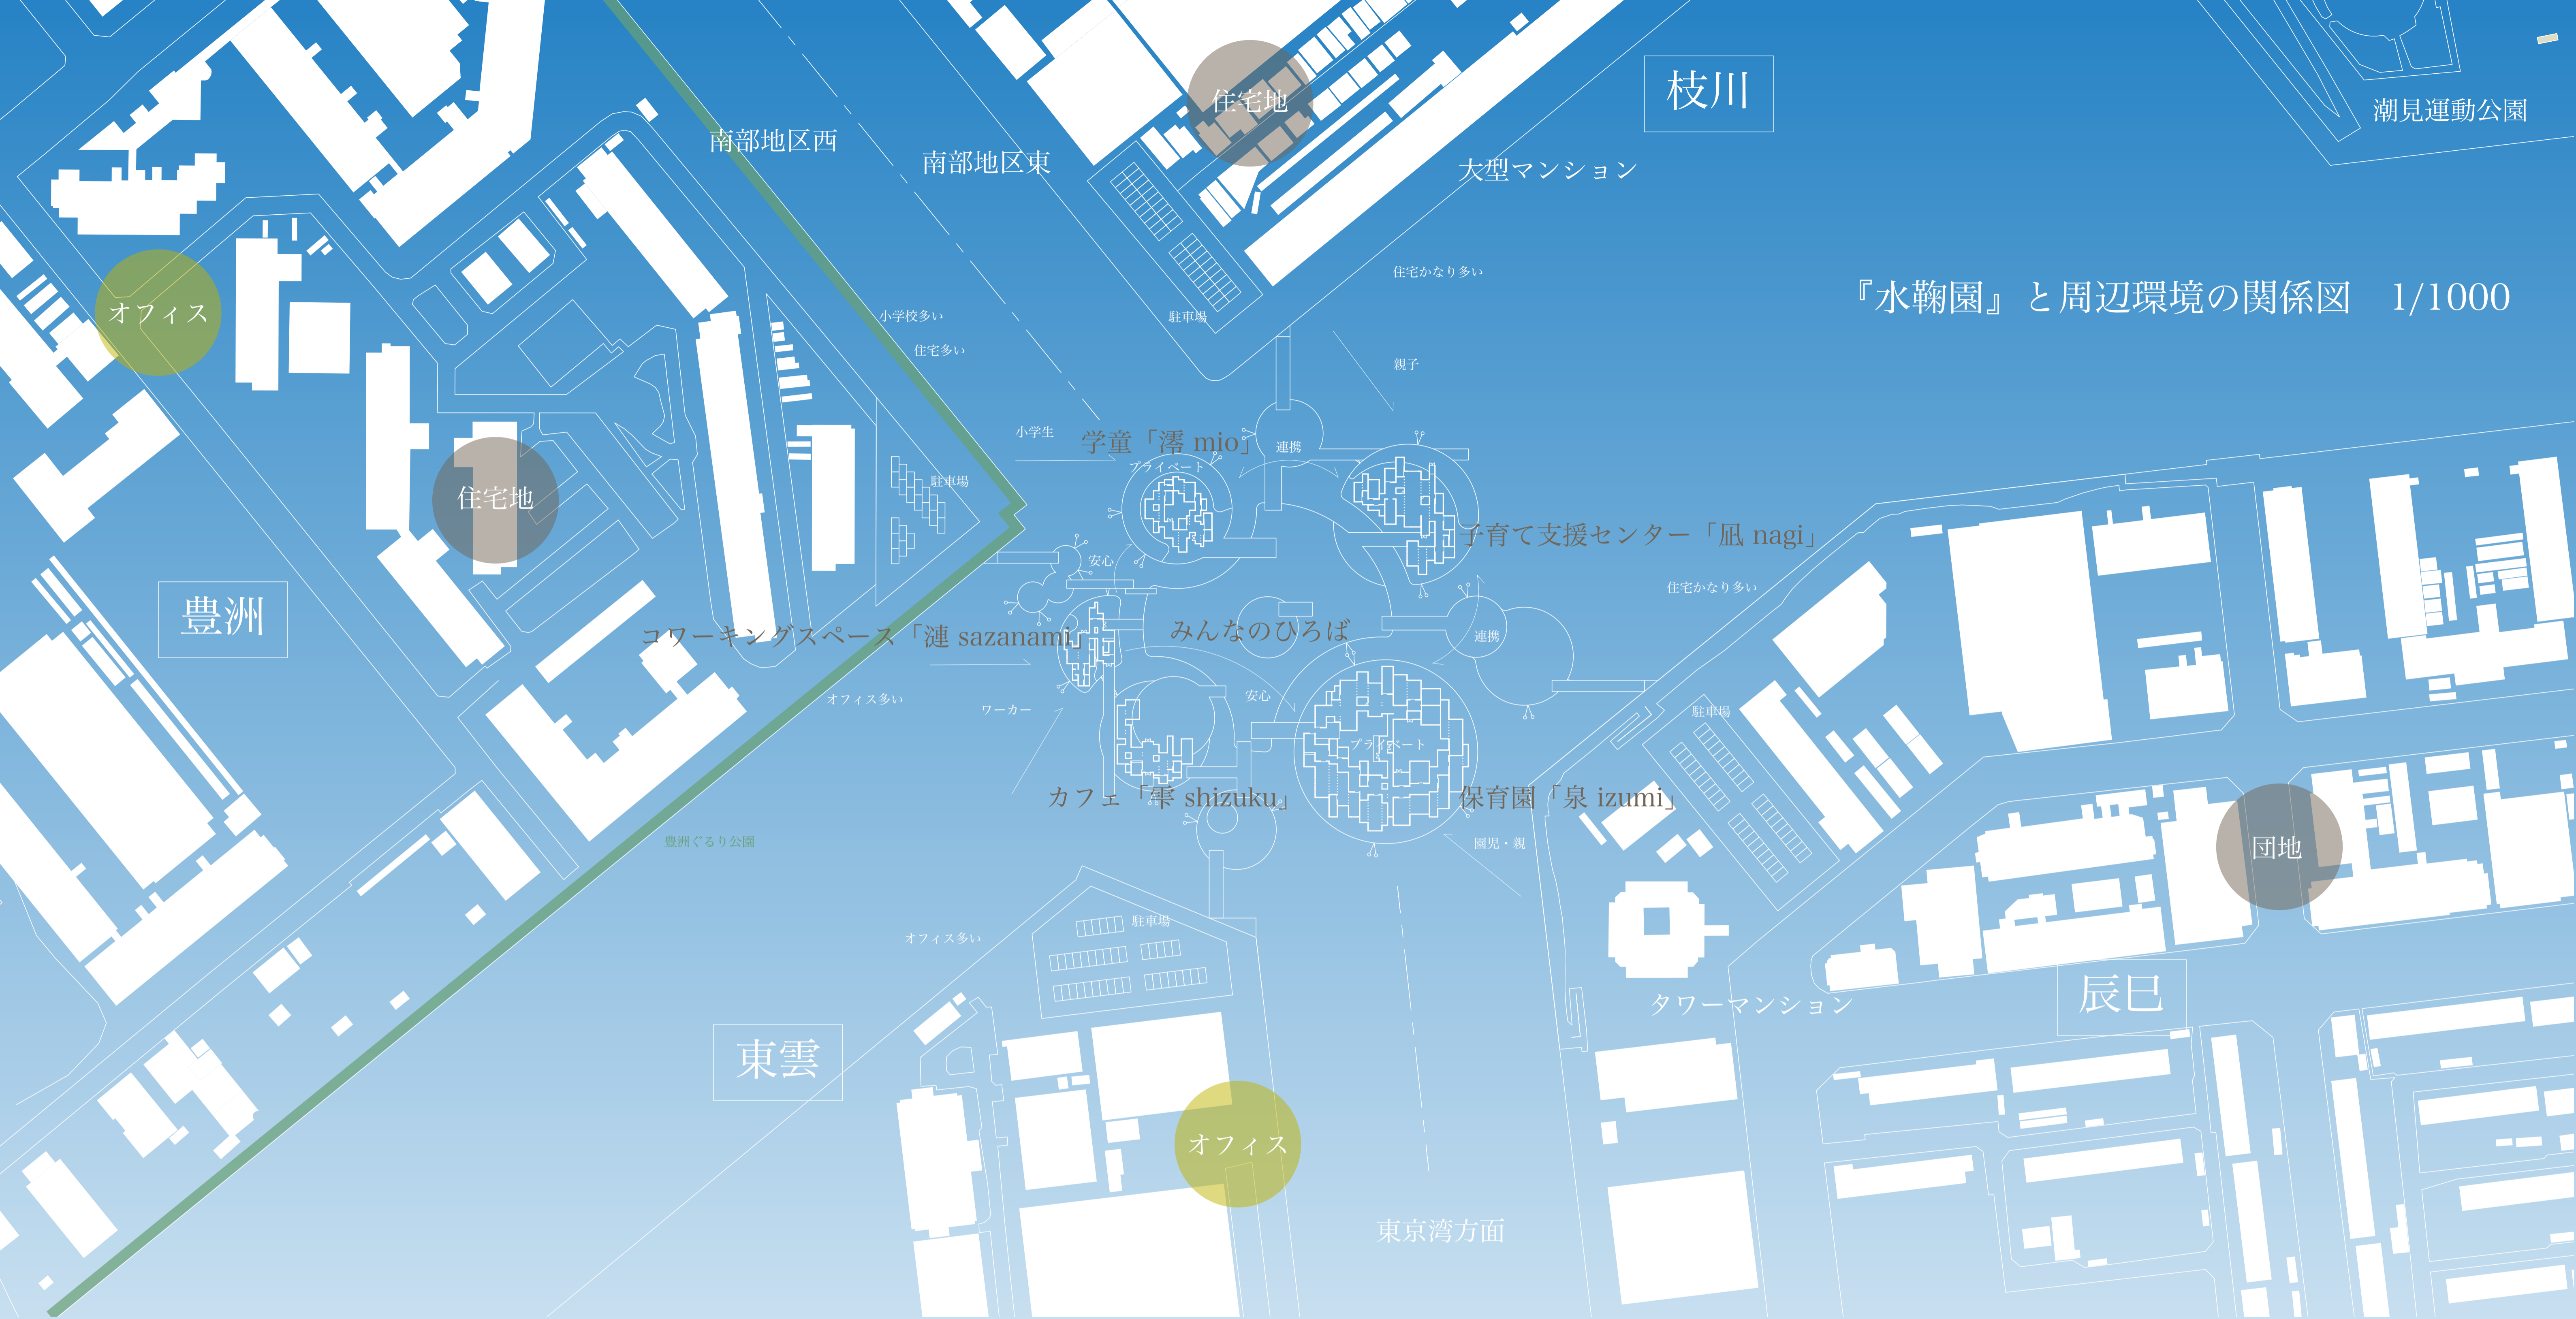 住宅地
枝川
潮見運動公園
南部地区西
南部地区東
大型マンション
住宅かなり多い
『水鞠園』と周辺環境の関係図　1/1000
オフィス
小学校多い
駐車場
住宅多い
親子
小学生
学童「澪 mio」
連携
プライベート
駐車場
住宅地
子育て支援センター「凪 nagi」
安心
住宅かなり多い
豊洲
コワーキングスペース「漣 sazanami」
みんなのひろば
連携
オフィス多い
ワーカー
安心
駐車場
プライベート
カフェ「雫 shizuku」
保育園「泉 izumi」
豊洲ぐるり公園
園児・親
団地
駐車場
オフィス多い
タワーマンション
辰巳
東雲
オフィス
東京湾方面